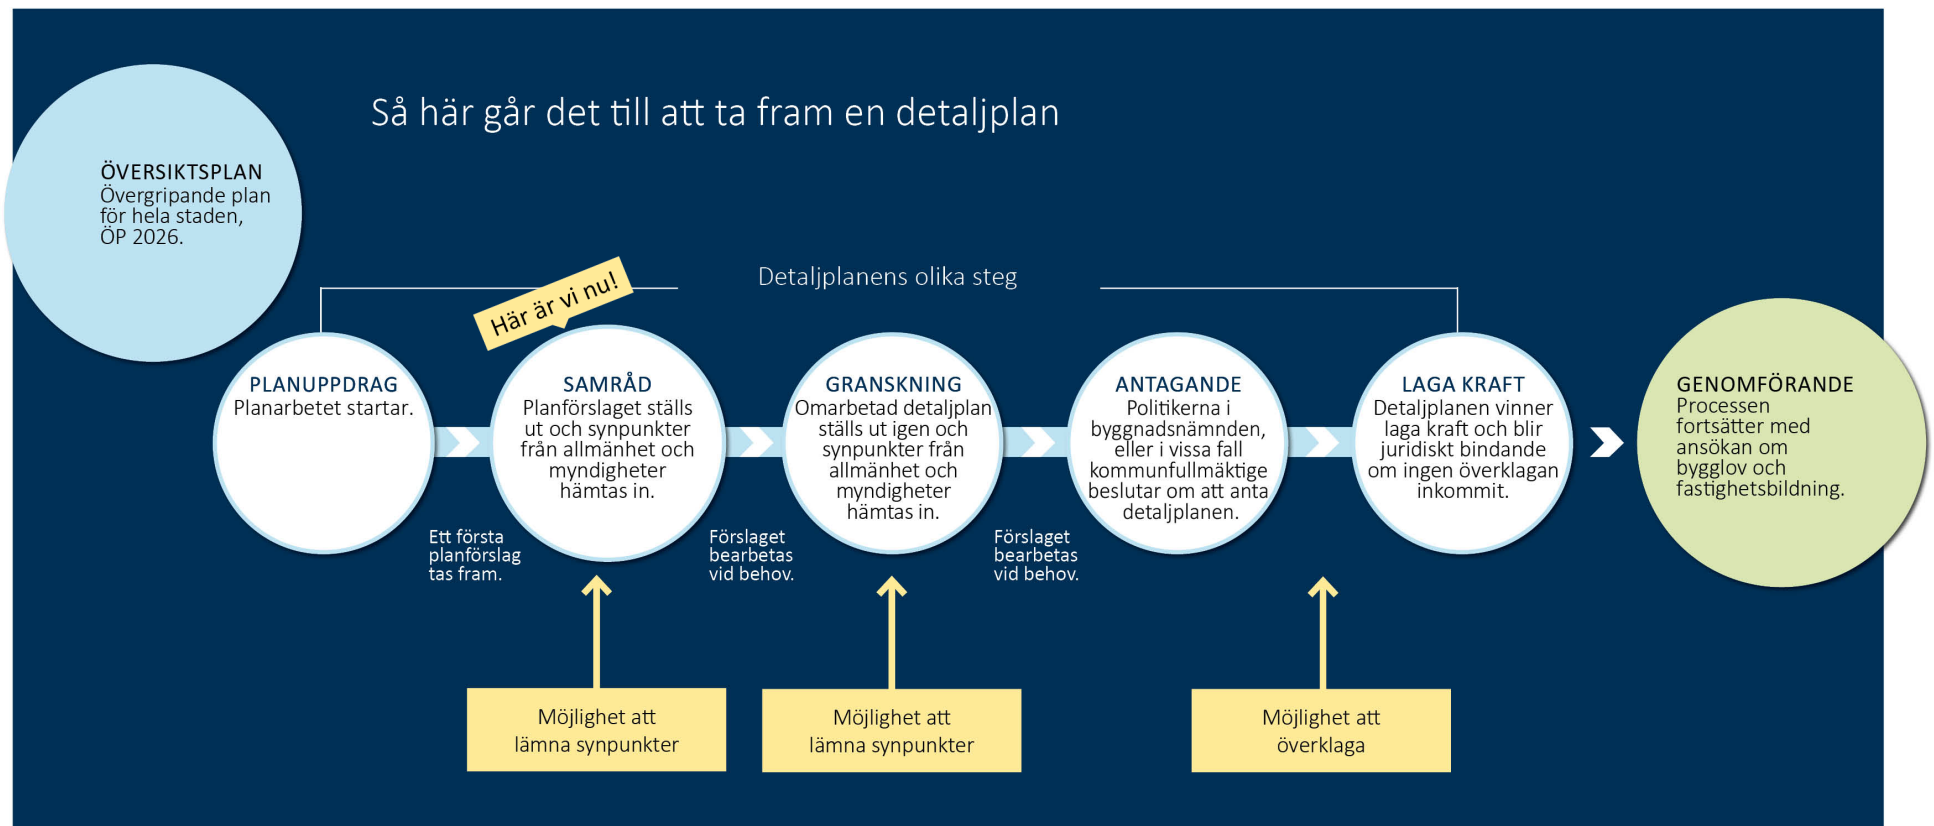 Så här går det till att ta fram en detaljplan
ÖVERSIKTSPLAN
Övergripande plan
för hela staden,
ÖP 2026.
Detaljplanens olika steg
Här är vi nu!
PLANUPPDRAG
Planarbetet startar.
Ett första
planförslag
tas fram.
SAMRÅD
Planförslaget ställs
ut och synpunkter
från allmänhet och
myndigheter
hämtas in.
Förslaget
bearbetas
vid behov.
GRANSKNING
Omarbetad detaljplan
ställs ut igen och
synpunkter från
allmänhet och
myndigheter
hämtas in.
Förslaget
bearbetas
vid behov.
ANTAGANDE
Politikerna i
byggnadsnämnden,
eller i vissa fall
kommunfullmäktige
beslutar om att anta
detaljplanen.
LAGA KRAFT
Detaljplanen vinner
laga kraft och blir
juridiskt bindande
om ingen överklagan
inkommit.
GENOMFÖRANDE
Processen
fortsätter med
ansökan om
bygglov och
fastighetsbildning.
Möjlighet att
lämna synpunkter
Möjlighet att
lämna synpunkter
Möjlighet att
överklaga